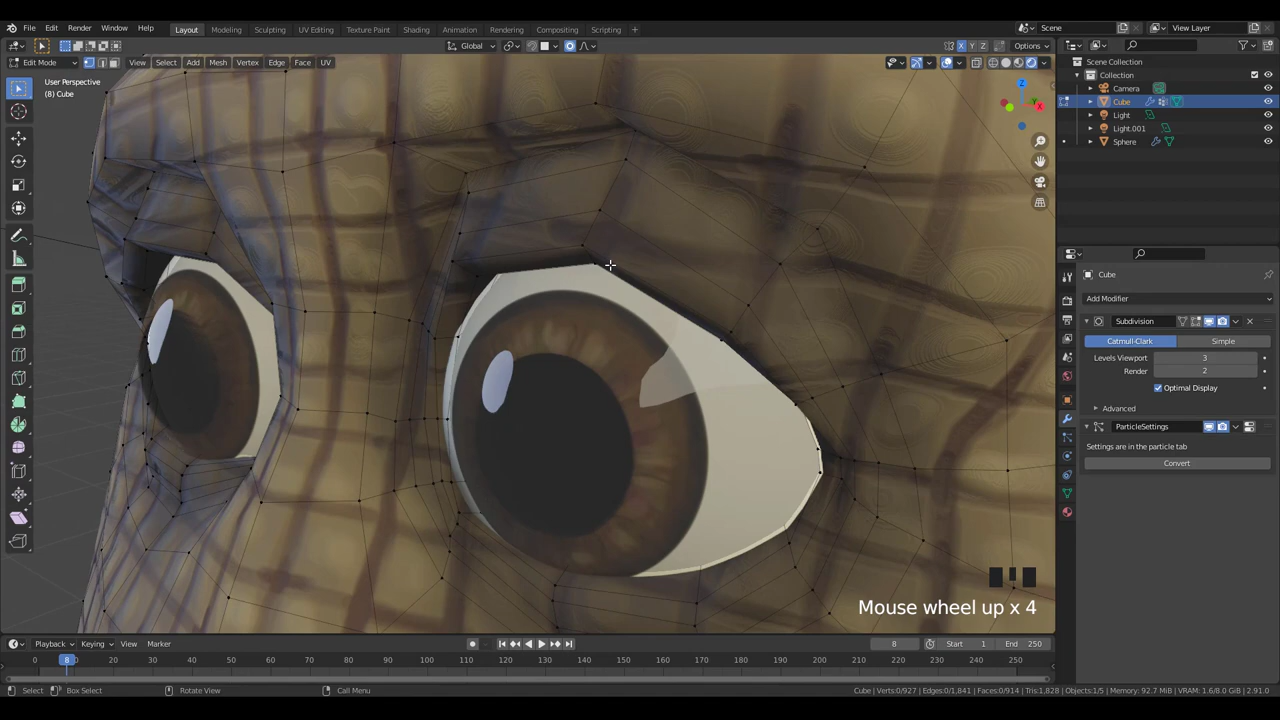 File Edit Render Window Help Layout Modeling Sculpting UV Editing Texture Paint Shading Animation Rendering Compositing Scripting Scene View Layer
Global X Y Z Options
Edit Mode View Select Add Mesh Vertex Edge Face UV
User Perspective
(8) Cube
Scene Collection
Collection
Camera
Cube
Light
Light.001
Sphere
Cube
Add Modifier
Subdivision
Catmull-Clark Simple
Levels Viewport 3
Render 2
Optimal Display
Advanced
ParticleSettings
Settings are in the particle tab
Convert
Mouse wheel up x 4
Playback Keying View Marker 8 Start 1 End 250
0 8 20 30 40 50 60 70 80 90 100 110 120 130 140 150 160 170 180 190 200 210 220 230 240 250
Select Box Select Rotate View Call Menu Cube | Verts:0/927 | Edges:0/1,841 | Faces:0/914 | Tris:1,828 | Objects:1/5 | Memory: 92.7 MiB | VRAM: 1.6/8.0 GiB | 2.91.0